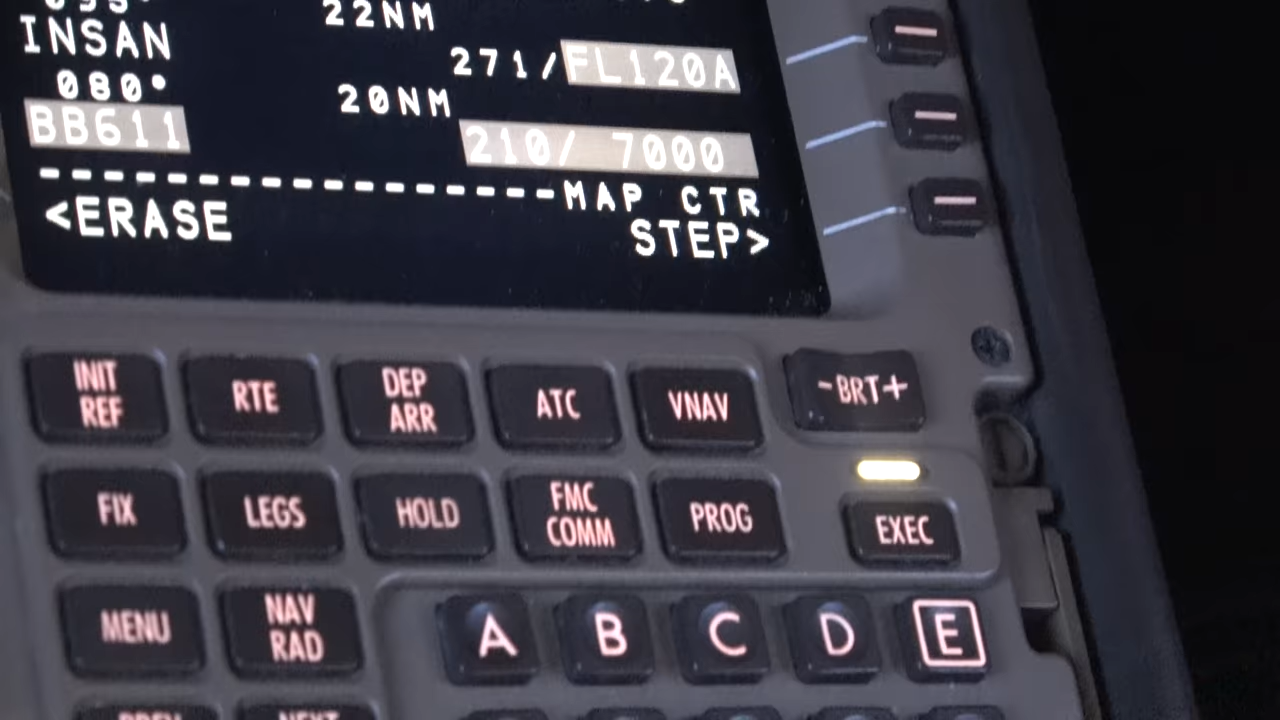 22NM
INSAN
271/FL120A
080° 20NM
BB611 210/ 7000
------------------MAP CTR
<ERASE STEP>
INIT REF RTE DEP ARR ATC VNAV -BRT+
FIX LEGS HOLD FMC COMM PROG EXEC
MENU NAV RAD A B C D E
NEXT